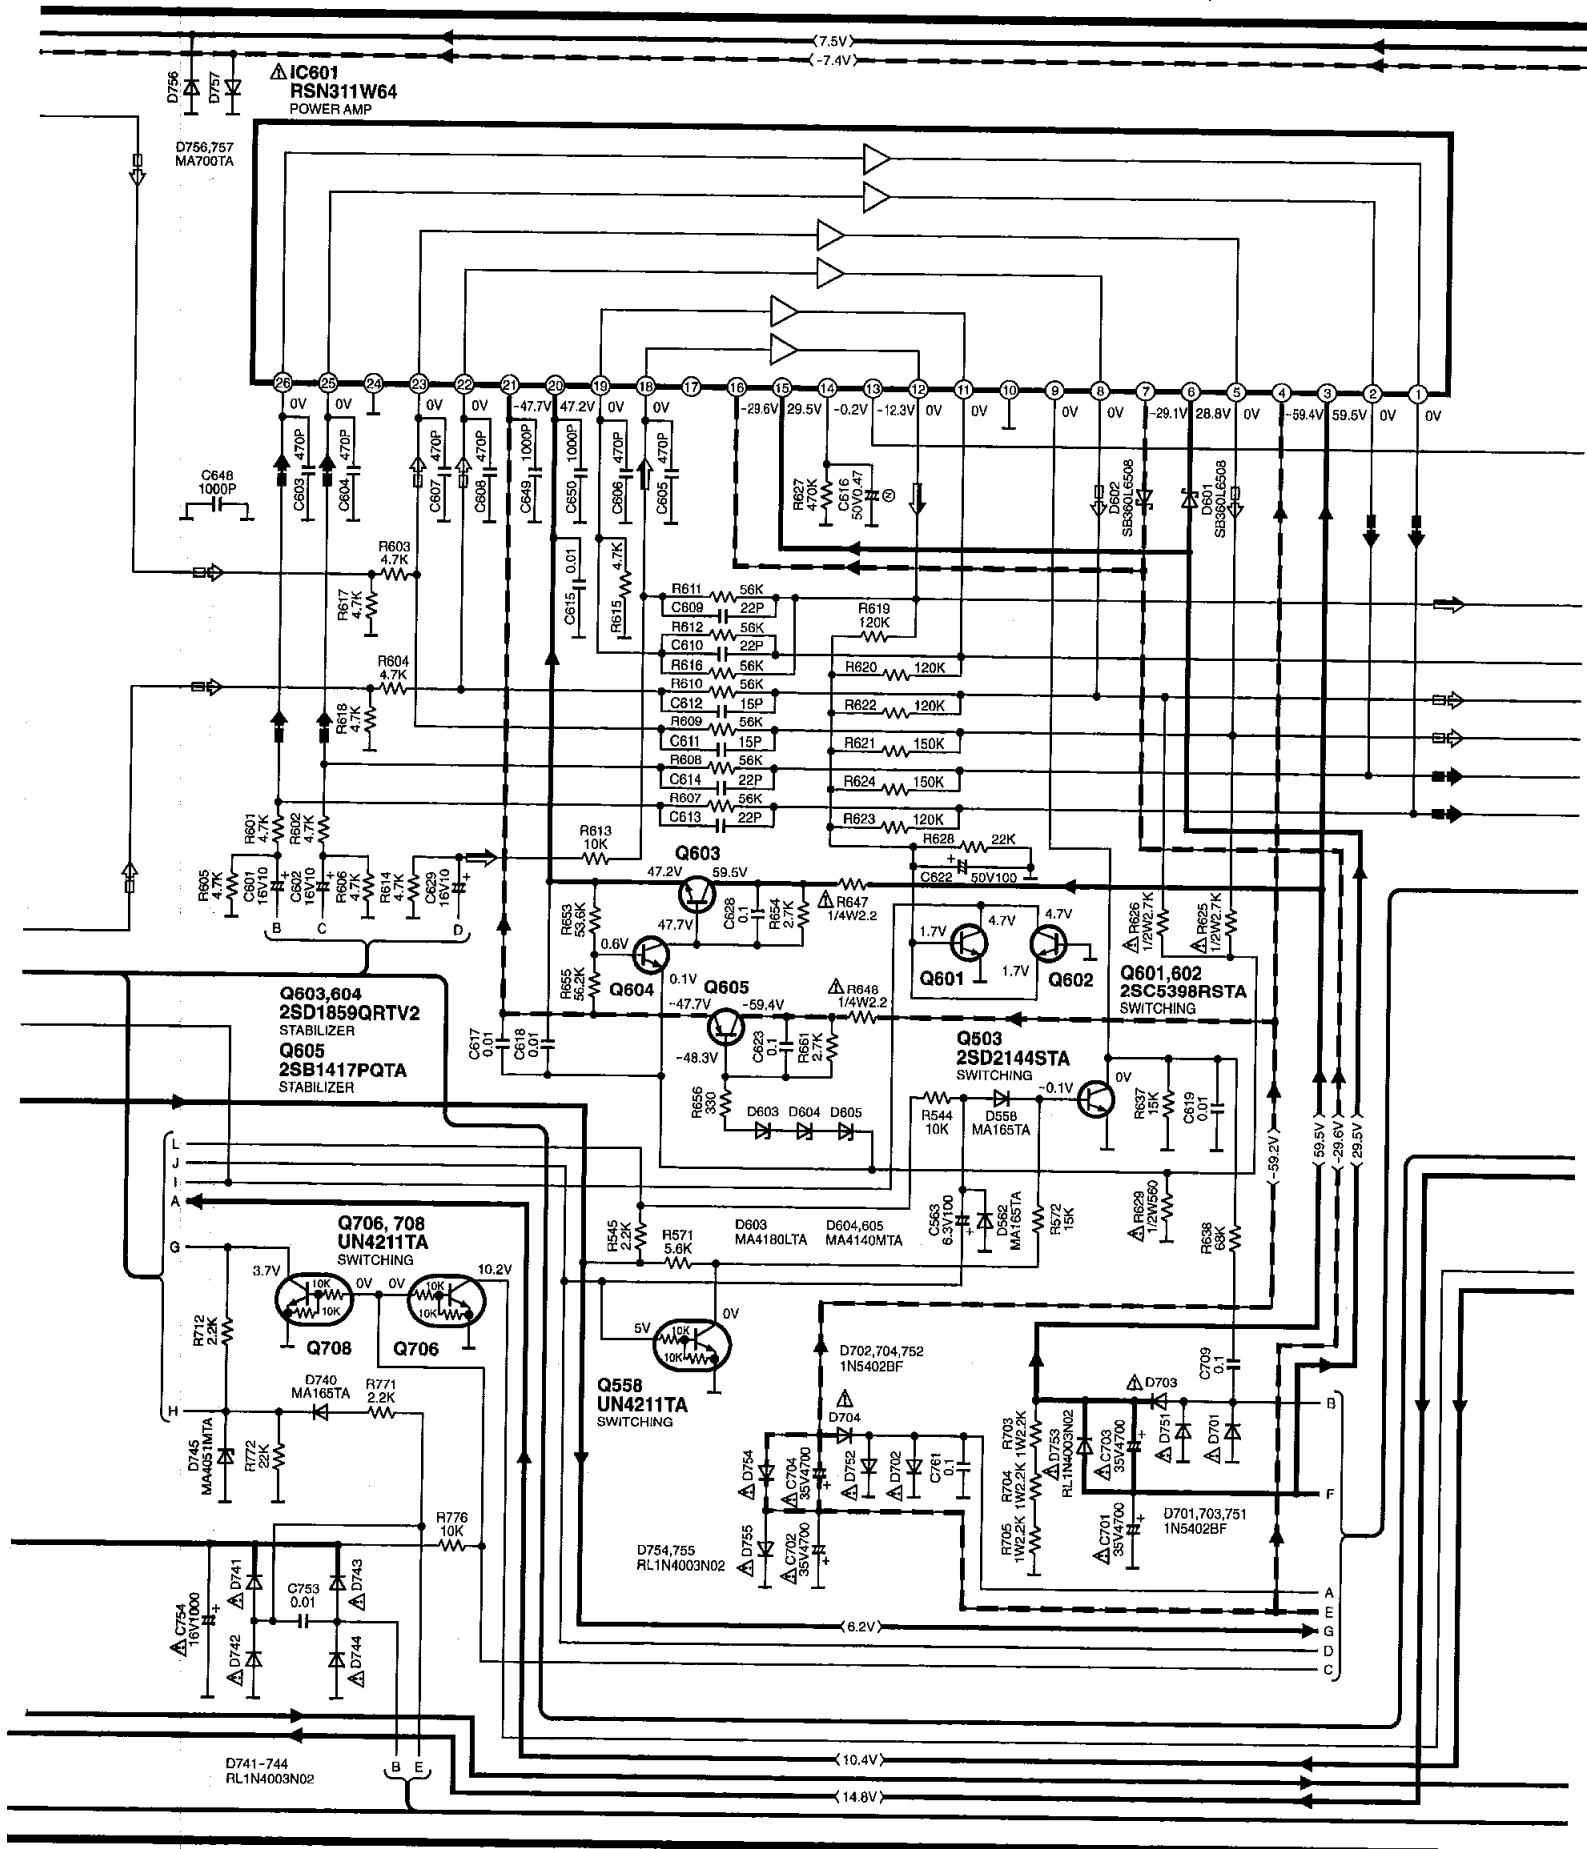 (7.5V)
(-7.4V)
D756
D757
⚠ IC601
RSN311W64
POWER AMP
D756,757
MA700TA
26
25
24
23
22
21
20
19
18
17
16
15
14
13
12
11
10
9
8
7
6
5
4
3
2
1
0V
0V
0V
0V
-47.7V
47.2V
0V
0V
-29.6V
29.5V
-0.2V
-12.3V
0V
0V
0V
0V
-29.1V
28.8V
0V
-59.4V
59.5V
0V
0V
C648
1000P
C603
470P
C604
470P
C607
470P
C608
470P
C649
1000P
C650
1000P
C606
470P
C605
470P
R627
470K
C616
50V0.47
N
D602
SB360L6508
D601
SB360L6508
R603
4.7K
R617
4.7K
C615
0.01
R615
4.7K
R611
56K
C609
22P
R619
120K
R612
56K
C610
22P
R604
4.7K
R616
56K
R620
120K
R610
56K
R618
4.7K
C612
15P
R622
120K
R609
56K
C611
15P
R621
150K
R608
56K
C614
22P
R624
150K
R607
56K
C613
22P
R623
120K
R601
4.7K
R602
4.7K
R613
10K
R628
22K
C622
50V100
+
R605
4.7K
C601
16V10
+
C602
16V10
+
R606
4.7K
R614
4.7K
C629
16V10
+
B
C
D
Q603
47.2V
59.5V
47.7V
⚠ R647
1/4W2.2
R653
53.6K
C628
0.1
R654
2.7K
0.6V
Q604
0.1V
R655
56.2K
1.7V
4.7V
4.7V
1.7V
Q601
Q602
⚠ R626
1/2W2.7K
⚠ R625
1/2W2.7K
Q601,602
2SC5398RSTA
SWITCHING
Q603,604
2SD1859QRTV2
STABILIZER
Q605
2SB1417PQTA
STABILIZER
Q605
-47.7V
-59.4V
-48.3V
⚠ R648
1/4W2.2
C617
0.01
C618
0.01
C623
0.1
R661
2.7K
R656
330
D603
D604
D605
Q503
2SD2144STA
SWITCHING
-0.1V
0V
R544
10K
D558
MA165TA
R637
15K
C619
0.01
-59.2V
59.5V
-29.6V
29.5V
L
J
I
A
G
H
Q706, 708
UN4211TA
SWITCHING
3.7V
10K
10K
0V
0V
10K
10K
10.2V
Q708
Q706
R545
2.2K
R571
5.6K
D603
MA4180LTA
D604,605
MA4140MTA
C563
6.3V100
+
D562
MA165TA
R572
15K
⚠ R629
1/2W560
R638
68K
R712
2.2K
5V
10K
10K
0V
Q558
UN4211TA
SWITCHING
D702,704,752
1N5402BF
D740
MA165TA
R771
2.2K
D745
MA4051MTA
R772
22K
⚠
D704
⚠ D754
⚠ C704
35V4700
+
⚠ D752
⚠ D702
C761
0.1
⚠ D755
⚠ C702
35V4700
+
D754,755
RL1N4003N02
C709
0.1
⚠ D703
R703
1W2.2K
R704
1W2.2K
R705
1W2.2K
⚠ D753
RL1N4003N02
⚠ C703
35V4700
+
⚠ D751
⚠ D701
⚠ C701
35V4700
+
D701,703,751
1N5402BF
B
F
A
E
G
D
C
R776
10K
⚠ C754
16V1000
+
⚠ D741
⚠ D742
C753
0.01
⚠ D743
⚠ D744
(6.2V)
D741-744
RL1N4003N02
B
E
(10.4V)
(14.8V)